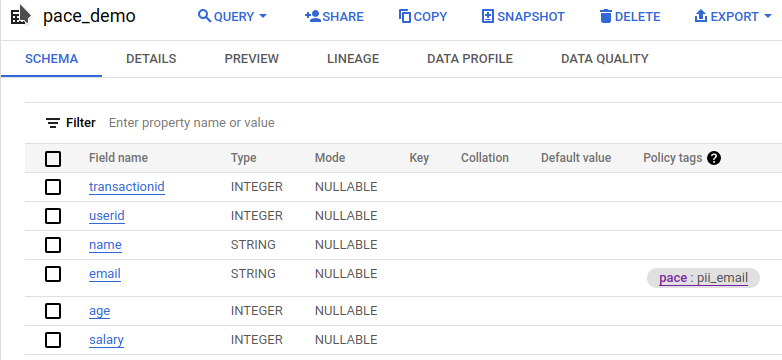 pace_demo QUERY SHARE COPY SNAPSHOT DELETE EXPORT
SCHEMA DETAILS PREVIEW LINEAGE DATA PROFILE DATA QUALITY
Filter Enter property name or value
Field name Type Mode Key Collation Default value Policy tags ?
transactionid INTEGER NULLABLE
userid INTEGER NULLABLE
name STRING NULLABLE
email STRING NULLABLE pace : pii_email
age INTEGER NULLABLE
salary INTEGER NULLABLE